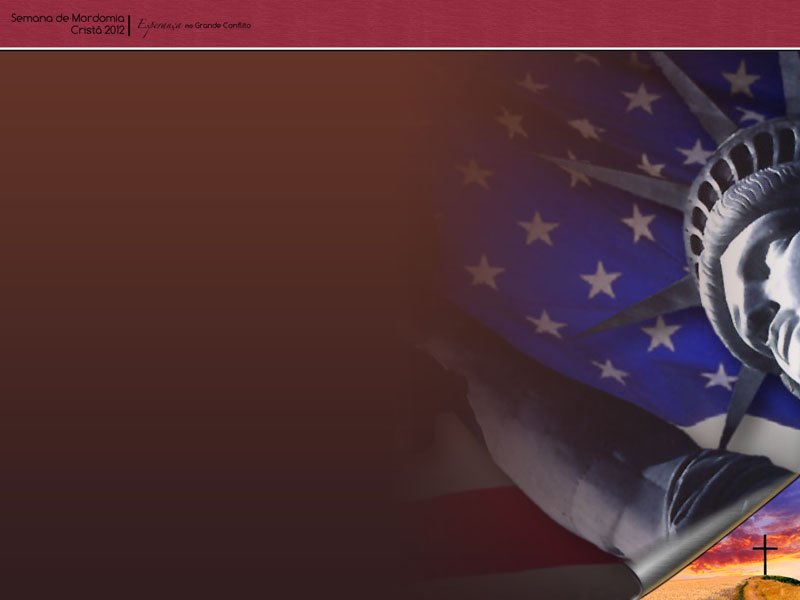 Semana de Mordomia
Cristã 2012
Esperança no Grande Conflito